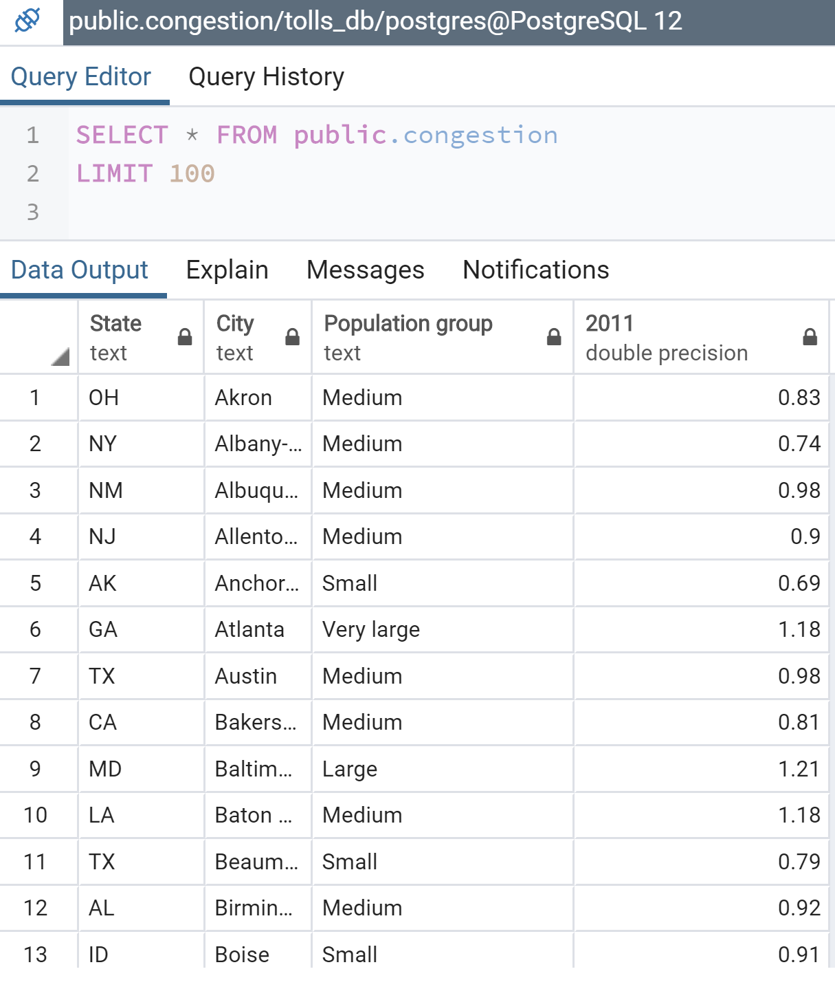 public.congestion/tolls_db/postgres@PostgreSQL 12
Query Editor Query History
1 SELECT * FROM public.congestion
2 LIMIT 100
3
Data Output Explain Messages Notifications
State City Population group 2011
text text text double precision
1 OH Akron Medium 0.83
2 NY Albany-... Medium 0.74
3 NM Albuqu... Medium 0.98
4 NJ Allento... Medium 0.9
5 AK Anchor... Small 0.69
6 GA Atlanta Very large 1.18
7 TX Austin Medium 0.98
8 CA Bakers... Medium 0.81
9 MD Baltim... Large 1.21
10 LA Baton ... Medium 1.18
11 TX Beaum... Small 0.79
12 AL Birmin... Medium 0.92
13 ID Boise Small 0.91